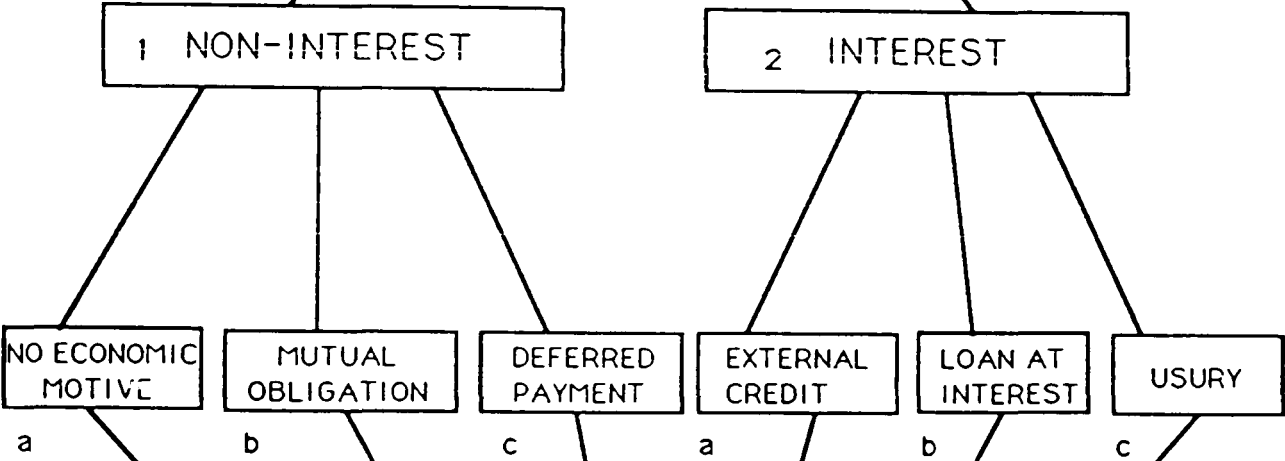 1 NON-INTEREST
2 INTEREST
NO ECONOMIC
MOTIVE
MUTUAL
OBLIGATION
DEFERRED
PAYMENT
EXTERNAL
CREDIT
LOAN AT
INTEREST
USURY
a
b
c
a
b
c